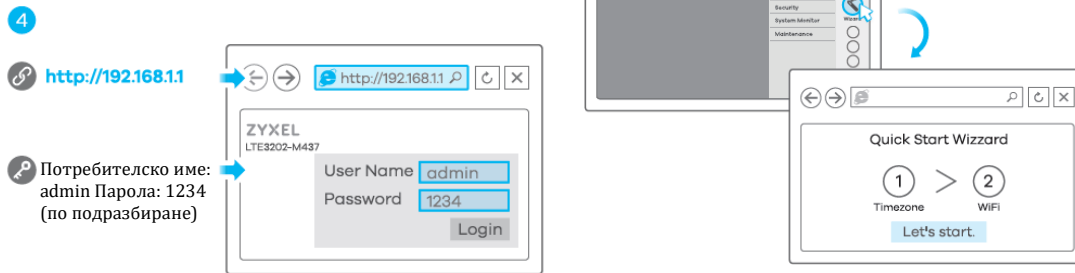 4
http://192.168.1.1
http://192.168.1.1
ZYXEL
LTE3202-M437
Потребителско име:
admin Парола: 1234
(по подразбиране)
User Name admin
Password 1234
Login
Security
System Monitor
Maintenance
Wizard
Quick Start Wizzard
1 > 2
Timezone WiFi
Let's start.